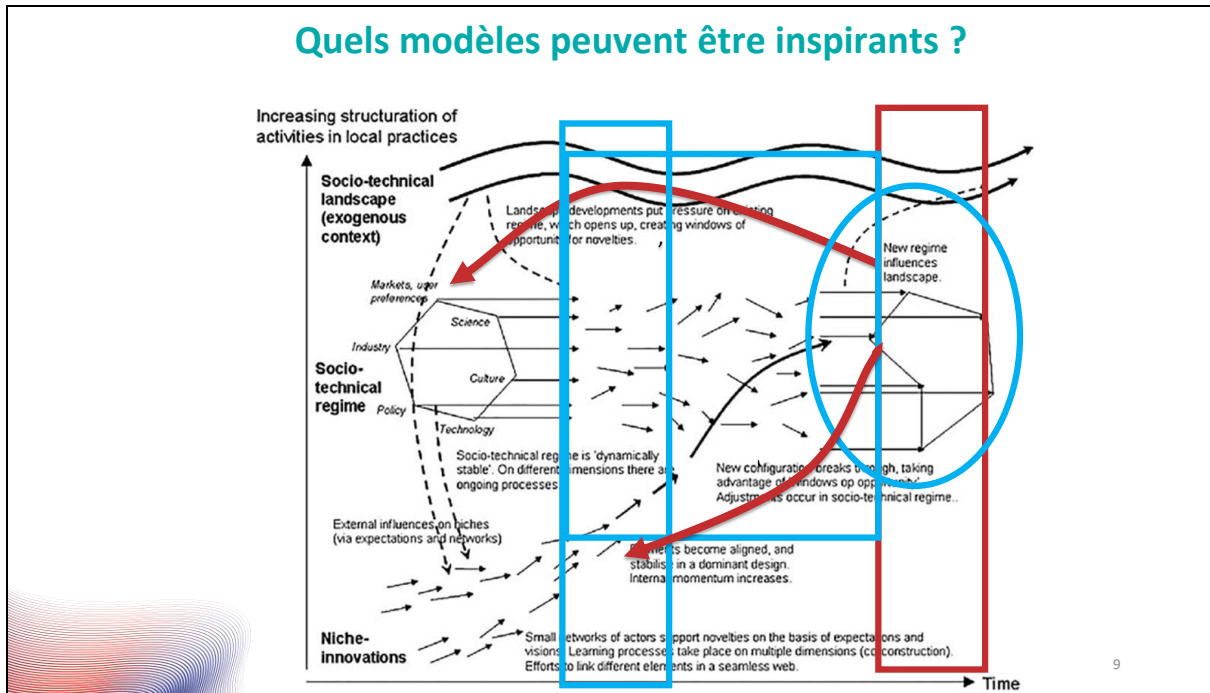 Quels modèles peuvent être inspirants ?
Increasing structuration of
activities in local practices
Socio-technical
landscape
(exogenous
context)
Landscape developments put pressure on existing
regime, which opens up, creating windows of
opportunity for novelties.
New regime
influences
landscape.
Markets, user
preferences
Science
Industry
Socio-
technical
regime
Culture
Policy
Technology
Socio-technical regime is 'dynamically
stable'. On different dimensions there are
ongoing processes
New configuration breaks through, taking
advantage of 'windows op opportunity'.
Adjustments occur in socio-technical regime..
External influences on niches
(via expectations and networks)
Elements become aligned, and
stabilise in a dominant design.
Internal momentum increases.
Niche-
innovations
Small networks of actors support novelties on the basis of expectations and
visions. Learning processes take place on multiple dimensions (co-construction).
Efforts to link different elements in a seamless web.
Time
9